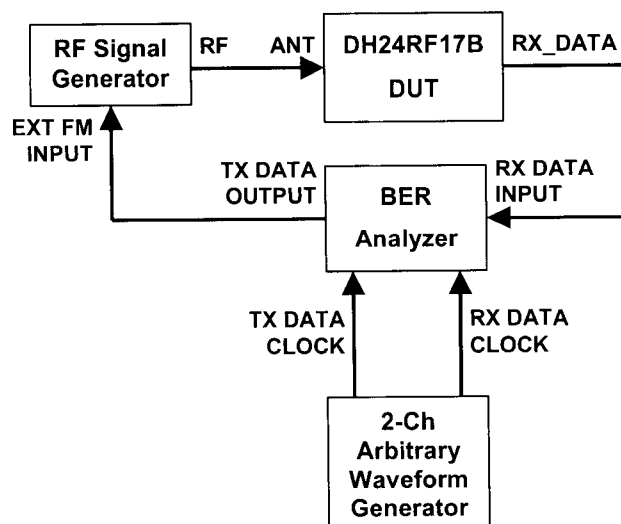 RF Signal
Generator
RF
ANT
DH24RF17B
DUT
RX_DATA
EXT FM
INPUT
TX DATA
OUTPUT
BER
Analyzer
RX DATA
INPUT
TX DATA
CLOCK
RX DATA
CLOCK
2-Ch
Arbitrary
Waveform
Generator